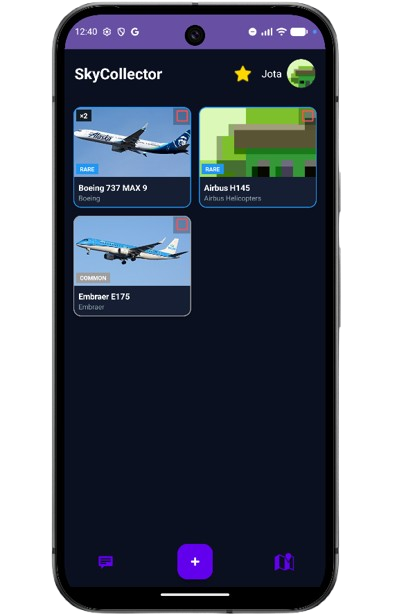 12:40 G
SkyCollector
Jota
×2
Alaska
RARE
Boeing 737 MAX 9
Boeing
RARE
Airbus H145
Airbus Helicopters
COMMON
Embraer E175
Embraer
+